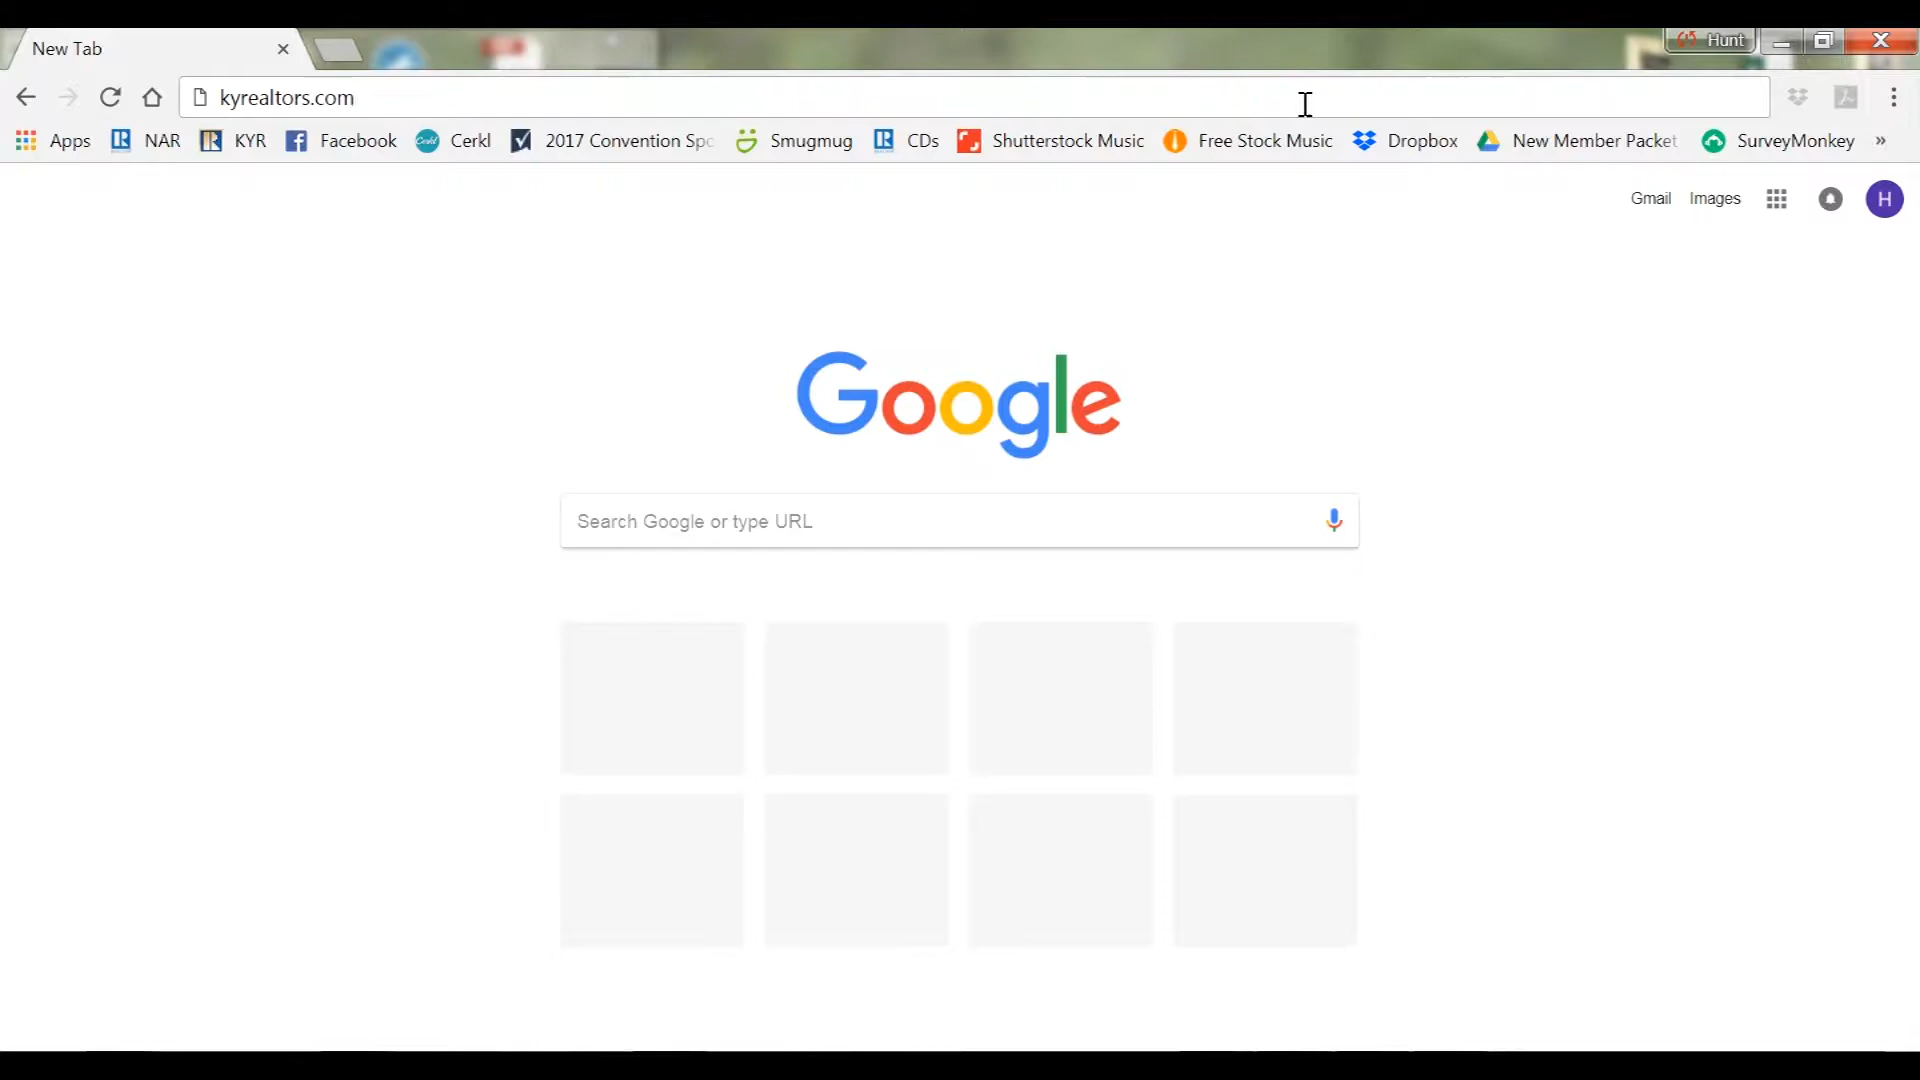 New Tab
Hunt
kyrealtors.com
Apps NAR KYR Facebook Cerkl 2017 Convention Spo Smugmug CDs Shutterstock Music Free Stock Music Dropbox New Member Packet SurveyMonkey »
Gmail Images H
Google
Search Google or type URL